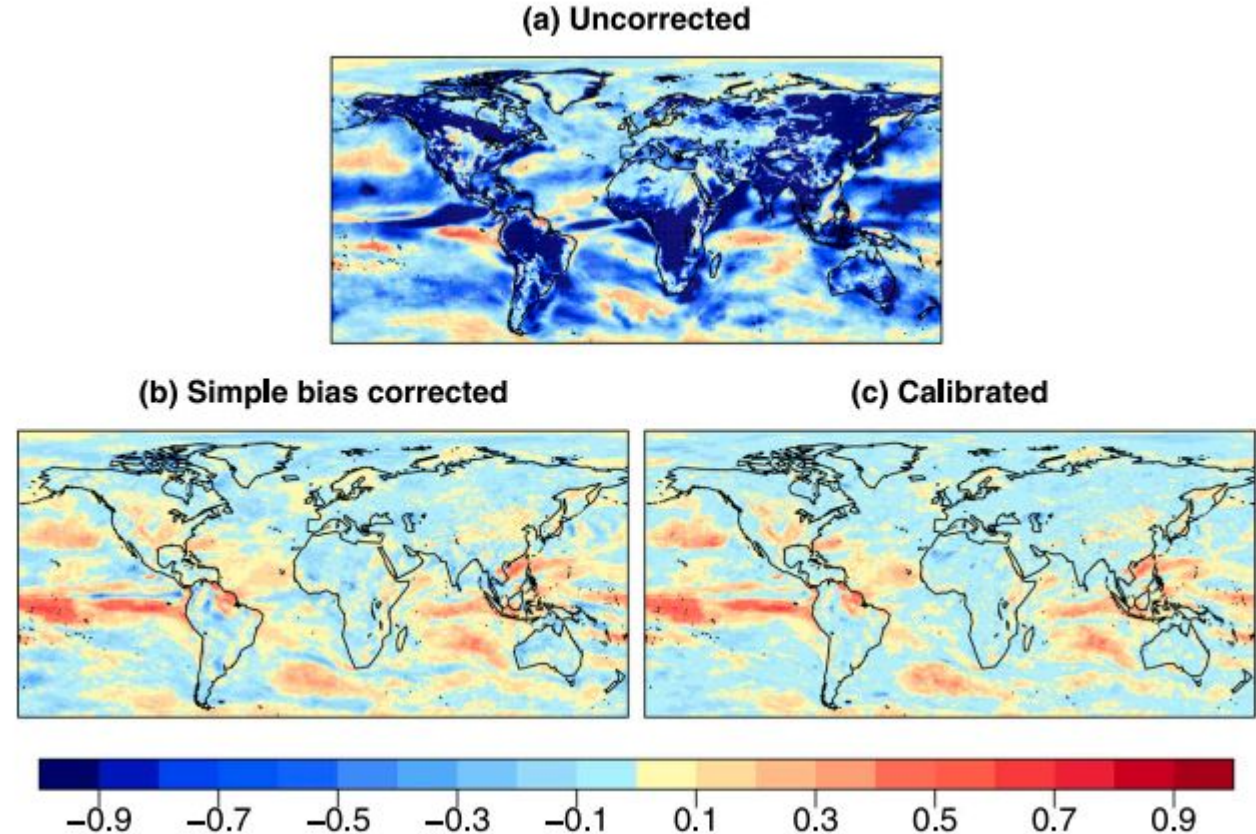 (a) Uncorrected
(b) Simple bias corrected
(c) Calibrated
−0.9 −0.7 −0.5 −0.3 −0.1 0.1 0.3 0.5 0.7 0.9